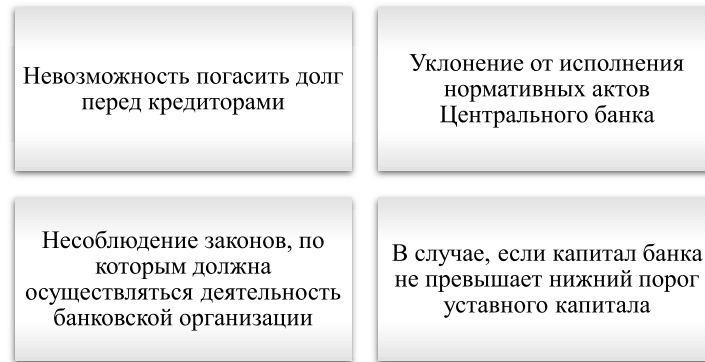 Невозможность погасить долг
перед кредиторами
Уклонение от исполнения
нормативных актов
Центрального банка
Несоблюдение законов, по
которым должна
осуществляться деятельность
банковской организации
В случае, если капитал банка
не превышает нижний порог
уставного капитала